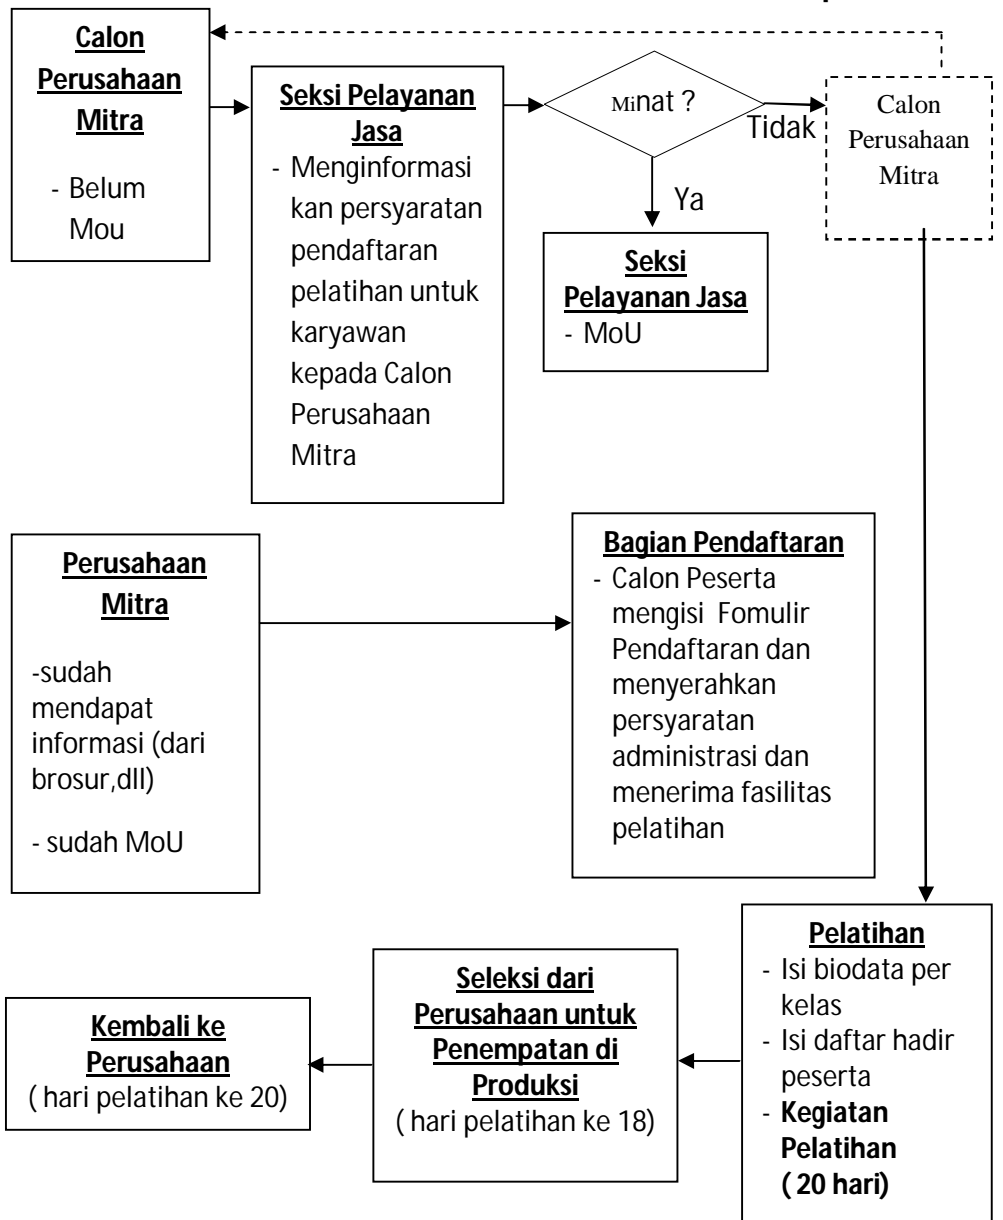 Calon
Perusahaan
Mitra
- Belum
Mou
Seksi Pelayanan
Jasa
- Menginformasi
kan persyaratan
pendaftaran
pelatihan untuk
karyawan
kepada Calon
Perusahaan
Mitra
Minat ?
Tidak
Ya
Calon
Perusahaan
Mitra
Seksi
Pelayanan Jasa
- MoU
Perusahaan
Mitra
-sudah
mendapat
informasi (dari
brosur,dll)
- sudah MoU
Bagian Pendaftaran
- Calon Peserta
mengisi Fomulir
Pendaftaran dan
menyerahkan
persyaratan
administrasi dan
menerima fasilitas
pelatihan
Pelatihan
- Isi biodata per
kelas
- Isi daftar hadir
peserta
- Kegiatan
Pelatihan
( 20 hari)
Seleksi dari
Perusahaan untuk
Penempatan di
Produksi
( hari pelatihan ke 18)
Kembali ke
Perusahaan
( hari pelatihan ke 20)